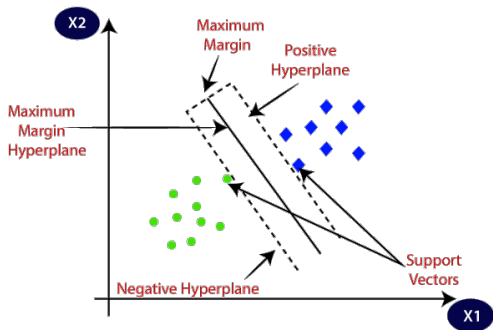 X2
Maximum
Margin
Positive
Hyperplane
Maximum
Margin
Hyperplane
Support
Vectors
Negative Hyperplane
X1